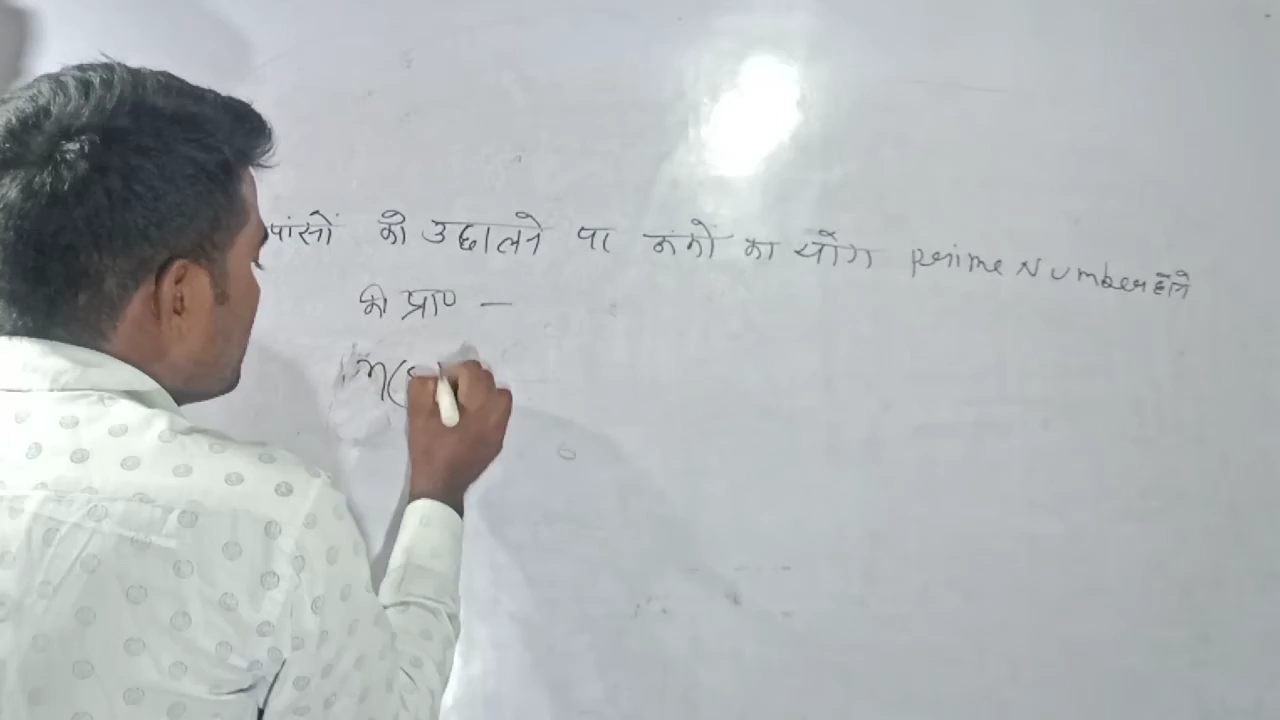 पांसों को उछालने पर अंकों का योग prime Number होने
की प्रा० —
n(S